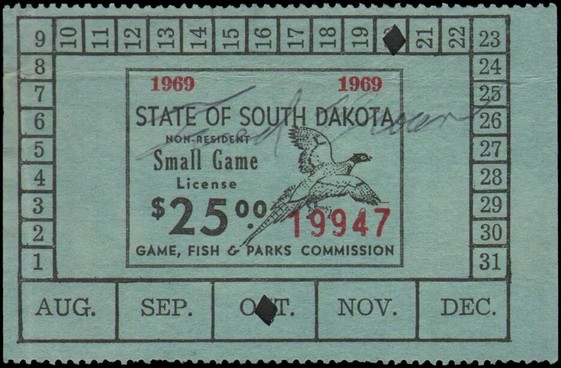 9 10 11 12 13 14 15 16 17 18 19 21 22 23
8 24
7 25
6 26
5 27
4 28
3 29
2 30
1 31
1969 1969
STATE OF SOUTH DAKOTA
NON-RESIDENT
Small Game
License
$25.00 19947
GAME, FISH & PARKS COMMISSION
AUG. SEP. OCT. NOV. DEC.